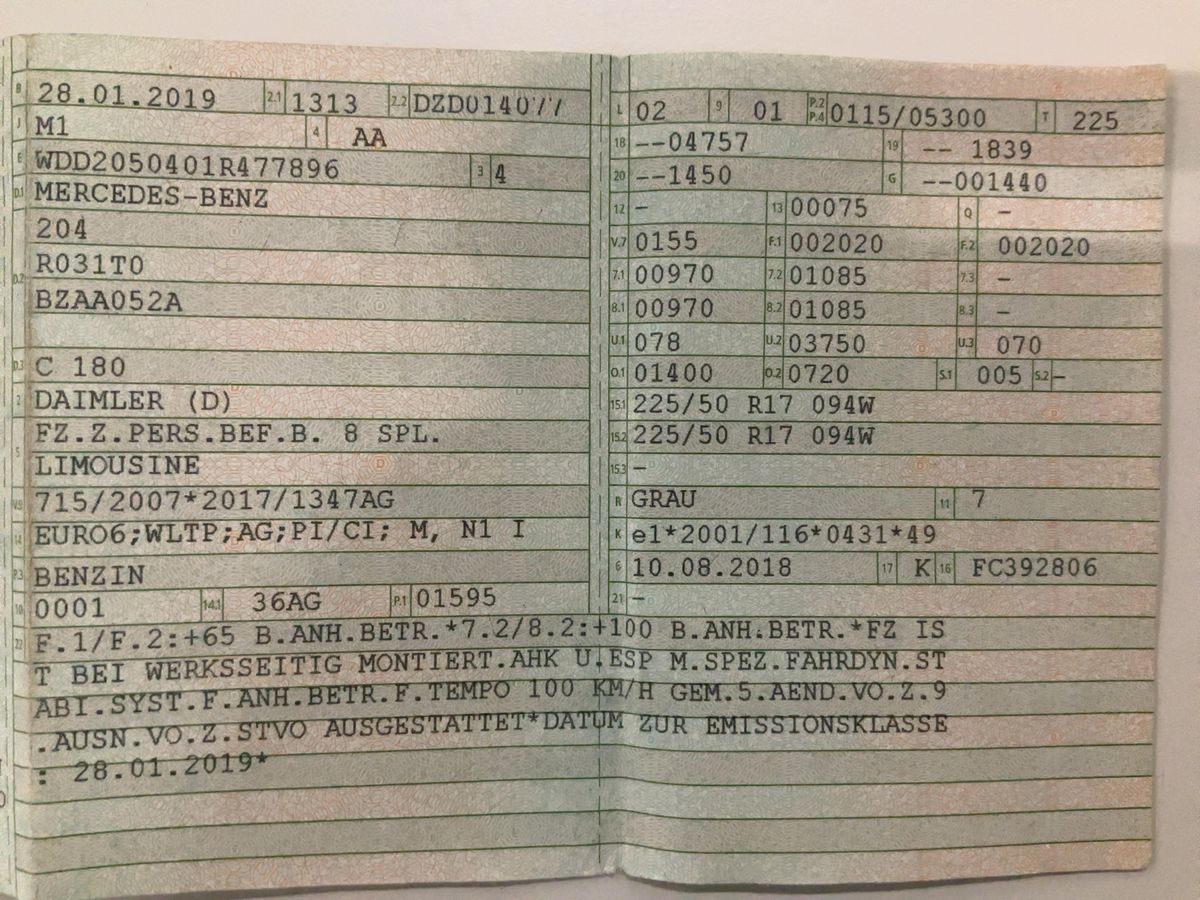 B 28.01.2019 2.1 1313 2.2 DZD014077
J M1 4 AA
E WDD2050401R477896 3 4
D.1 MERCEDES-BENZ
204
D.2 R031T0
BZAA052A
D.3 C 180
2 DAIMLER (D)
5 FZ.Z.PERS.BEF.B. 8 SPL.
LIMOUSINE
V.9 715/2007*2017/1347AG
14 EURO6;WLTP;AG;PI/CI; M, N1 I
P.3 BENZIN
10 0001 14.1 36AG P.1 01595
L 02 9 01 P.2 P.4 0115/05300 T 225
18 --04757 19 -- 1839
20 --1450 G --001440
12 - 13 00075 Q -
V.7 0155 F.1 002020 F.2 002020
7.1 00970 7.2 01085 7.3 -
8.1 00970 8.2 01085 8.3 -
U.1 078 U.2 03750 U.3 070
O.1 01400 O.2 0720 S.1 005 S.2 -
15.1 225/50 R17 094W
15.2 225/50 R17 094W
15.3 -
R GRAU 11 7
K e1*2001/116*0431*49
6 10.08.2018 17 K 16 FC392806
21 -
22 F.1/F.2:+65 B.ANH.BETR.*7.2/8.2:+100 B.ANH.BETR.*FZ IS
T BEI WERKSSEITIG MONTIERT.AHK U.ESP M.SPEZ.FAHRDYN.ST
ABI.SYST.F.ANH.BETR.F.TEMPO 100 KM/H GEM.5.AEND.VO.Z.9
.AUSN.VO.Z.STVO AUSGESTATTET*DATUM ZUR EMISSIONSKLASSE
: 28.01.2019*